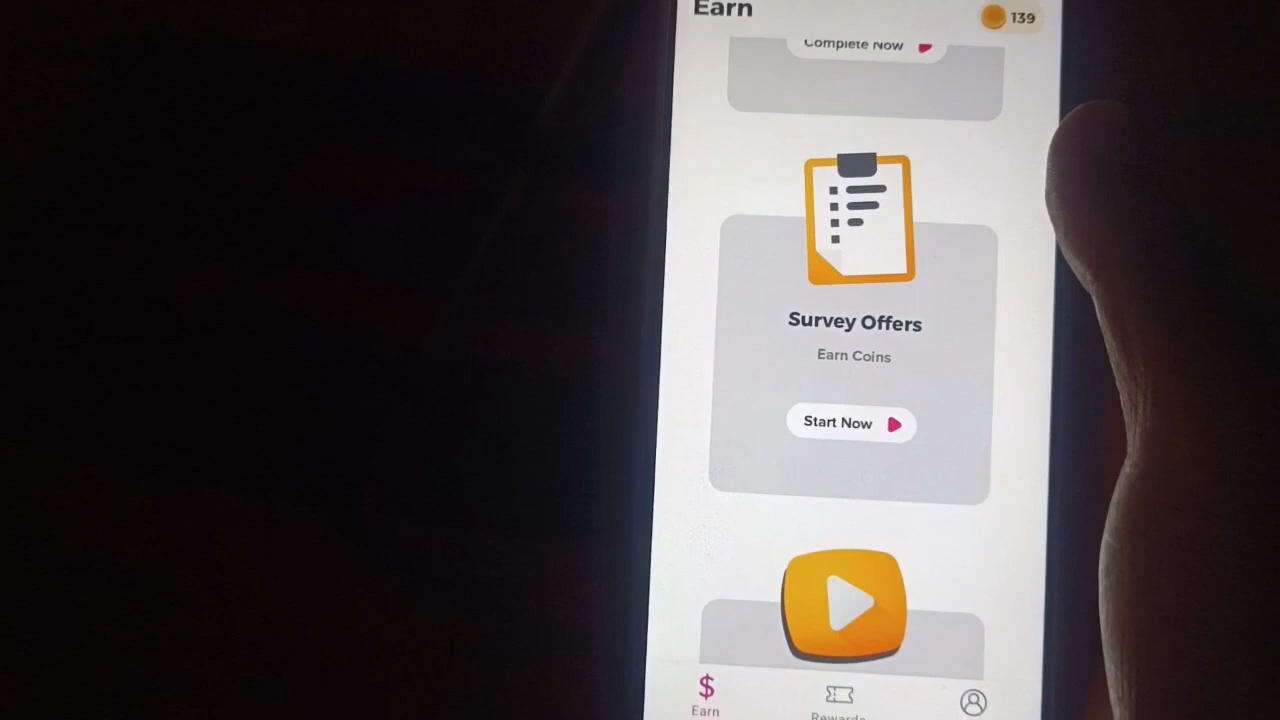 Earn
139
Complete Now
Survey Offers
Earn Coins
Start Now
$
Earn
Rewards